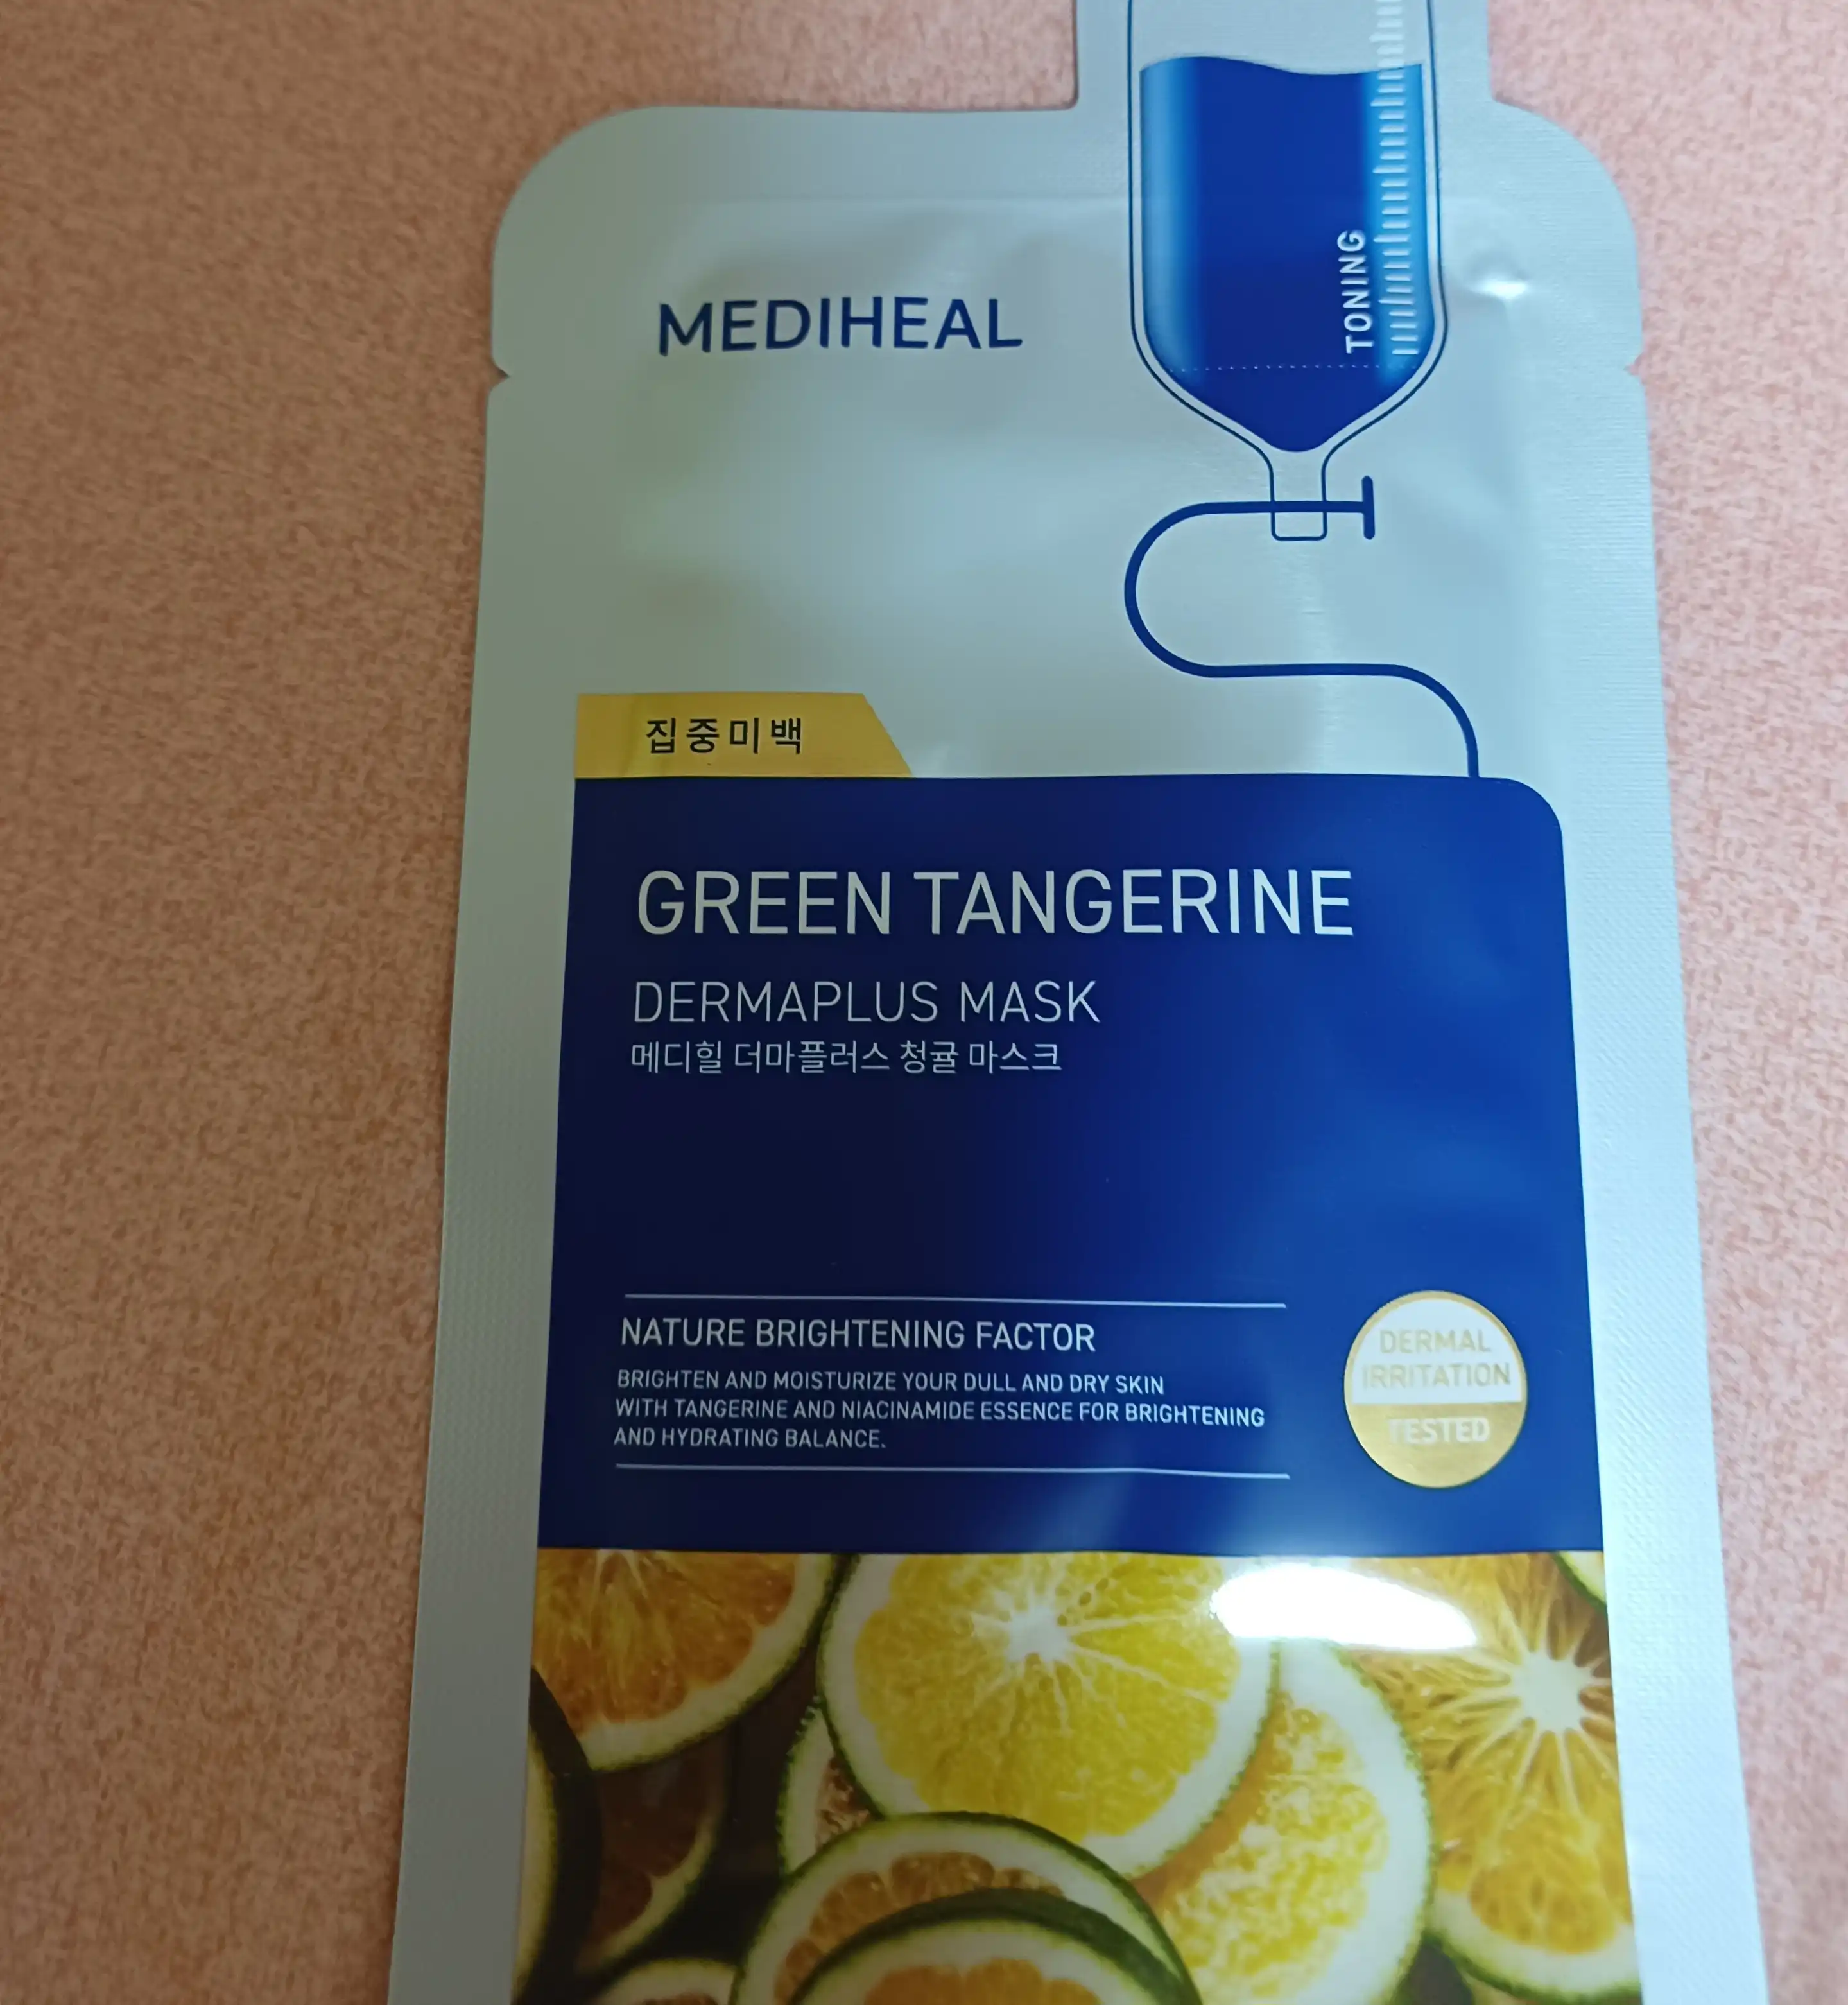 MEDIHEAL
TONING
집중미백
GREEN TANGERINE
DERMAPLUS MASK
메디힐 더마플러스 청귤 마스크
NATURE BRIGHTENING FACTOR
BRIGHTEN AND MOISTURIZE YOUR DULL AND DRY SKIN
WITH TANGERINE AND NIACINAMIDE ESSENCE FOR BRIGHTENING
AND HYDRATING BALANCE.
DERMAL
IRRITATION
TESTED